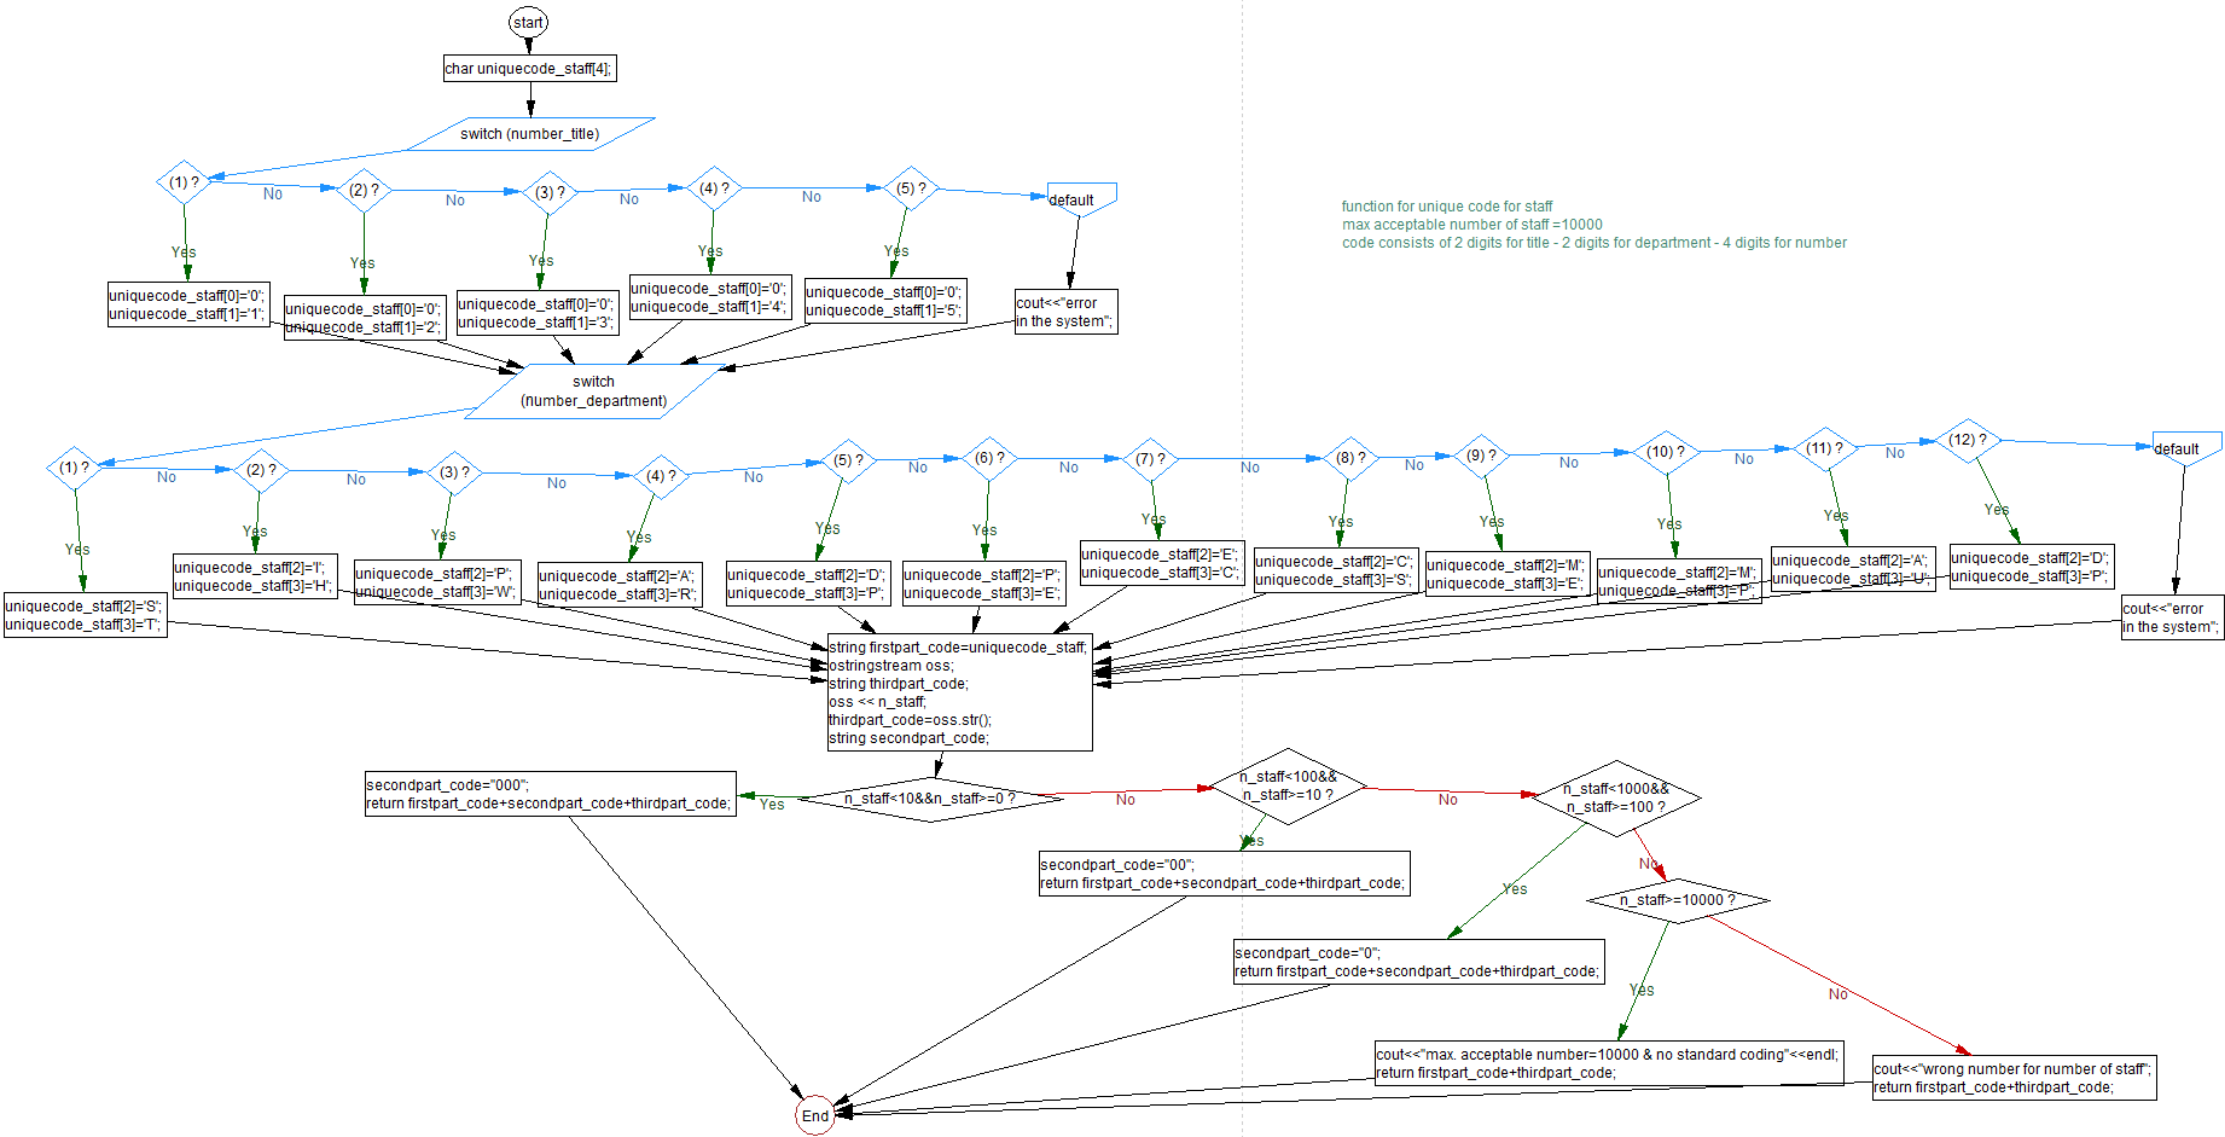 start
char uniquecode_staff[4];
switch (number_title)
(1) ?
No
(2) ?
No
(3) ?
No
(4) ?
No
(5) ?
default
Yes
Yes
Yes
Yes
Yes
uniquecode_staff[0]='0';
uniquecode_staff[1]='1';
uniquecode_staff[0]='0';
uniquecode_staff[1]='2';
uniquecode_staff[0]='0';
uniquecode_staff[1]='3';
uniquecode_staff[0]='0';
uniquecode_staff[1]='4';
uniquecode_staff[0]='0';
uniquecode_staff[1]='5';
cout<<"error
in the system";
function for unique code for staff
max acceptable number of staff =10000
code consists of 2 digits for title - 2 digits for department - 4 digits for number
switch
(number_department)
(1) ?
No
(2) ?
No
(3) ?
No
(4) ?
No
(5) ?
No
(6) ?
No
(7) ?
No
(8) ?
No
(9) ?
No
(10) ?
No
(11) ?
No
(12) ?
default
Yes
Yes
Yes
Yes
Yes
Yes
Yes
Yes
Yes
Yes
Yes
Yes
uniquecode_staff[2]='S';
uniquecode_staff[3]='T';
uniquecode_staff[2]='I';
uniquecode_staff[3]='H';
uniquecode_staff[2]='P';
uniquecode_staff[3]='W';
uniquecode_staff[2]='A';
uniquecode_staff[3]='R';
uniquecode_staff[2]='D';
uniquecode_staff[3]='P';
uniquecode_staff[2]='P';
uniquecode_staff[3]='E';
uniquecode_staff[2]='E';
uniquecode_staff[3]='C';
uniquecode_staff[2]='C';
uniquecode_staff[3]='S';
uniquecode_staff[2]='M';
uniquecode_staff[3]='E';
uniquecode_staff[2]='M';
uniquecode_staff[3]='P';
uniquecode_staff[2]='A';
uniquecode_staff[3]='U';
uniquecode_staff[2]='D';
uniquecode_staff[3]='P';
cout<<"error
in the system";
string firstpart_code=uniquecode_staff;
ostringstream oss;
string thirdpart_code;
oss << n_staff;
thirdpart_code=oss.str();
string secondpart_code;
n_staff<10&&n_staff>=0 ?
Yes
No
secondpart_code="000";
return firstpart_code+secondpart_code+thirdpart_code;
n_staff<100&&
n_staff>=10 ?
Yes
No
secondpart_code="00";
return firstpart_code+secondpart_code+thirdpart_code;
n_staff<1000&&
n_staff>=100 ?
Yes
No
secondpart_code="0";
return firstpart_code+secondpart_code+thirdpart_code;
n_staff>=10000 ?
Yes
No
cout<<"max. acceptable number=10000 & no standard coding"<<endl;
return firstpart_code+thirdpart_code;
cout<<"wrong number for number of staff";
return firstpart_code+thirdpart_code;
End